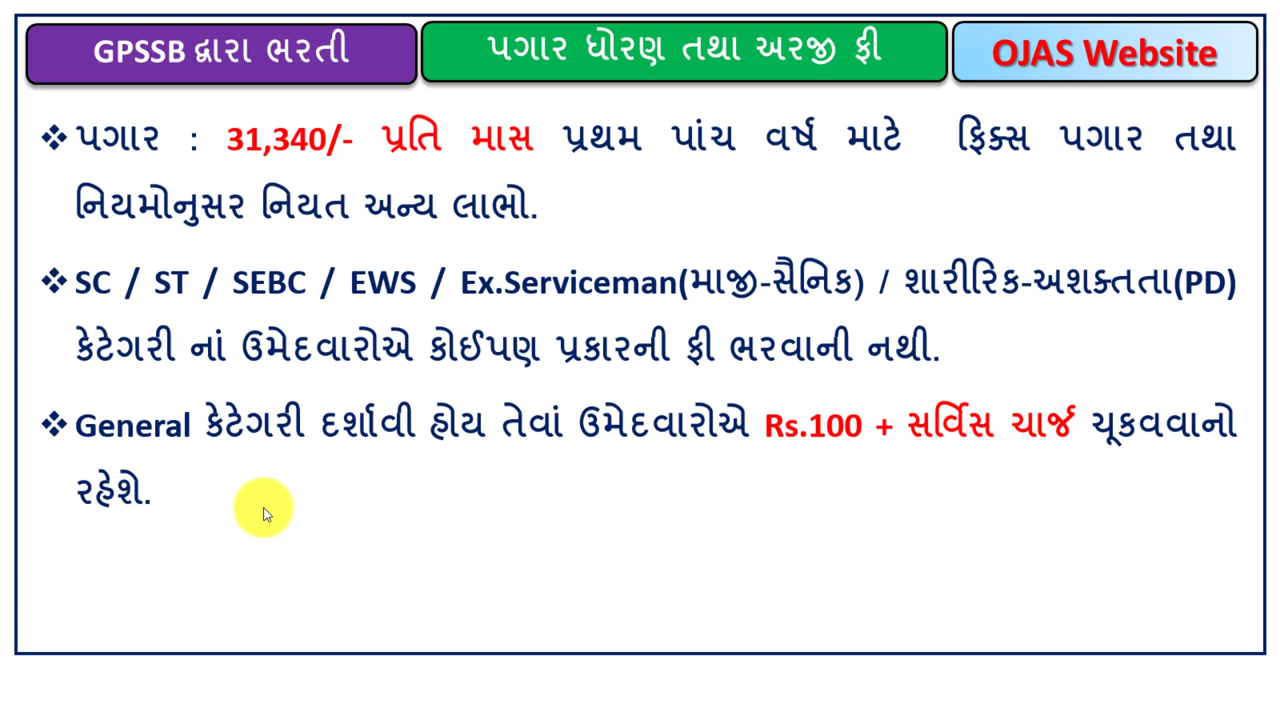 GPSSB દ્વારા ભરતી
પગાર ધોરણ તથા અરજી ફી
OJAS Website
❖ પગાર : 31,340/- પ્રતિ માસ પ્રથમ પાંચ વર્ષ માટે ફિક્સ પગાર તથા
નિયમોનુસર નિયત અન્ય લાભો.
❖ SC / ST / SEBC / EWS / Ex.Serviceman(માજી-સૈનિક) / શારીરિક-અશક્તતા(PD)
કેટેગરી નાં ઉમેદવારોએ કોઈપણ પ્રકારની ફી ભરવાની નથી.
❖ General કેટેગરી દર્શાવી હોય તેવાં ઉમેદવારોએ Rs.100 + સર્વિસ ચાર્જ ચૂકવવાનો
રહેશે.